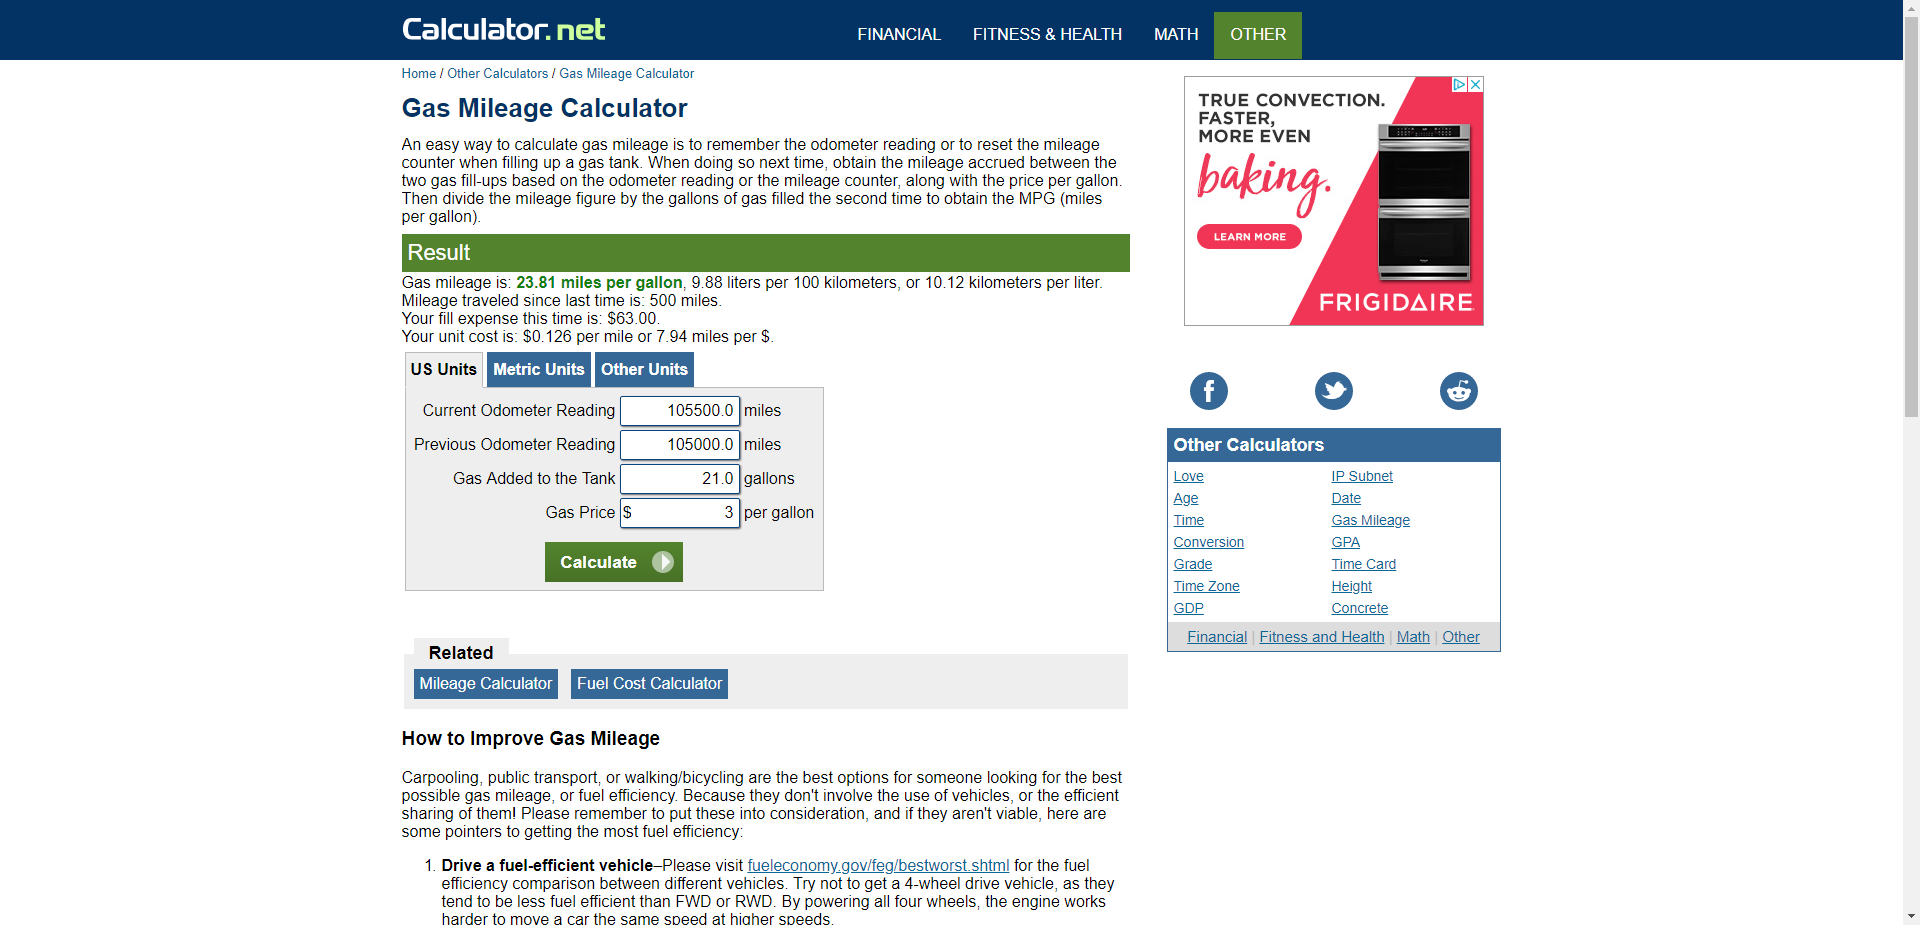 Calculator.net
FINANCIAL FITNESS & HEALTH MATH OTHER
Home / Other Calculators / Gas Mileage Calculator
Gas Mileage Calculator
An easy way to calculate gas mileage is to remember the odometer reading or to reset the mileage
counter when filling up a gas tank. When doing so next time, obtain the mileage accrued between the
two gas fill-ups based on the odometer reading or the mileage counter, along with the price per gallon.
Then divide the mileage figure by the gallons of gas filled the second time to obtain the MPG (miles
per gallon).
Result
Gas mileage is: 23.81 miles per gallon, 9.88 liters per 100 kilometers, or 10.12 kilometers per liter.
Mileage traveled since last time is: 500 miles.
Your fill expense this time is: $63.00.
Your unit cost is: $0.126 per mile or 7.94 miles per $.
US Units Metric Units Other Units
Current Odometer Reading 105500.0 miles
Previous Odometer Reading 105000.0 miles
Gas Added to the Tank 21.0 gallons
Gas Price $ 3 per gallon
Calculate
Related
Mileage Calculator Fuel Cost Calculator
How to Improve Gas Mileage
Carpooling, public transport, or walking/bicycling are the best options for someone looking for the best
possible gas mileage, or fuel efficiency. Because they don't involve the use of vehicles, or the efficient
sharing of them! Please remember to put these into consideration, and if they aren't viable, here are
some pointers to getting the most fuel efficiency:
1. Drive a fuel-efficient vehicle–Please visit fueleconomy.gov/feg/bestworst.shtml for the fuel
efficiency comparison between different vehicles. Try not to get a 4-wheel drive vehicle, as they
tend to be less fuel efficient than FWD or RWD. By powering all four wheels, the engine works
harder to move a car the same speed at higher speeds.
TRUE CONVECTION.
FASTER,
MORE EVEN
baking.
LEARN MORE
FRIGIDAIRE
Other Calculators
Love IP Subnet
Age Date
Time Gas Mileage
Conversion GPA
Grade Time Card
Time Zone Height
GDP Concrete
Financial | Fitness and Health | Math | Other